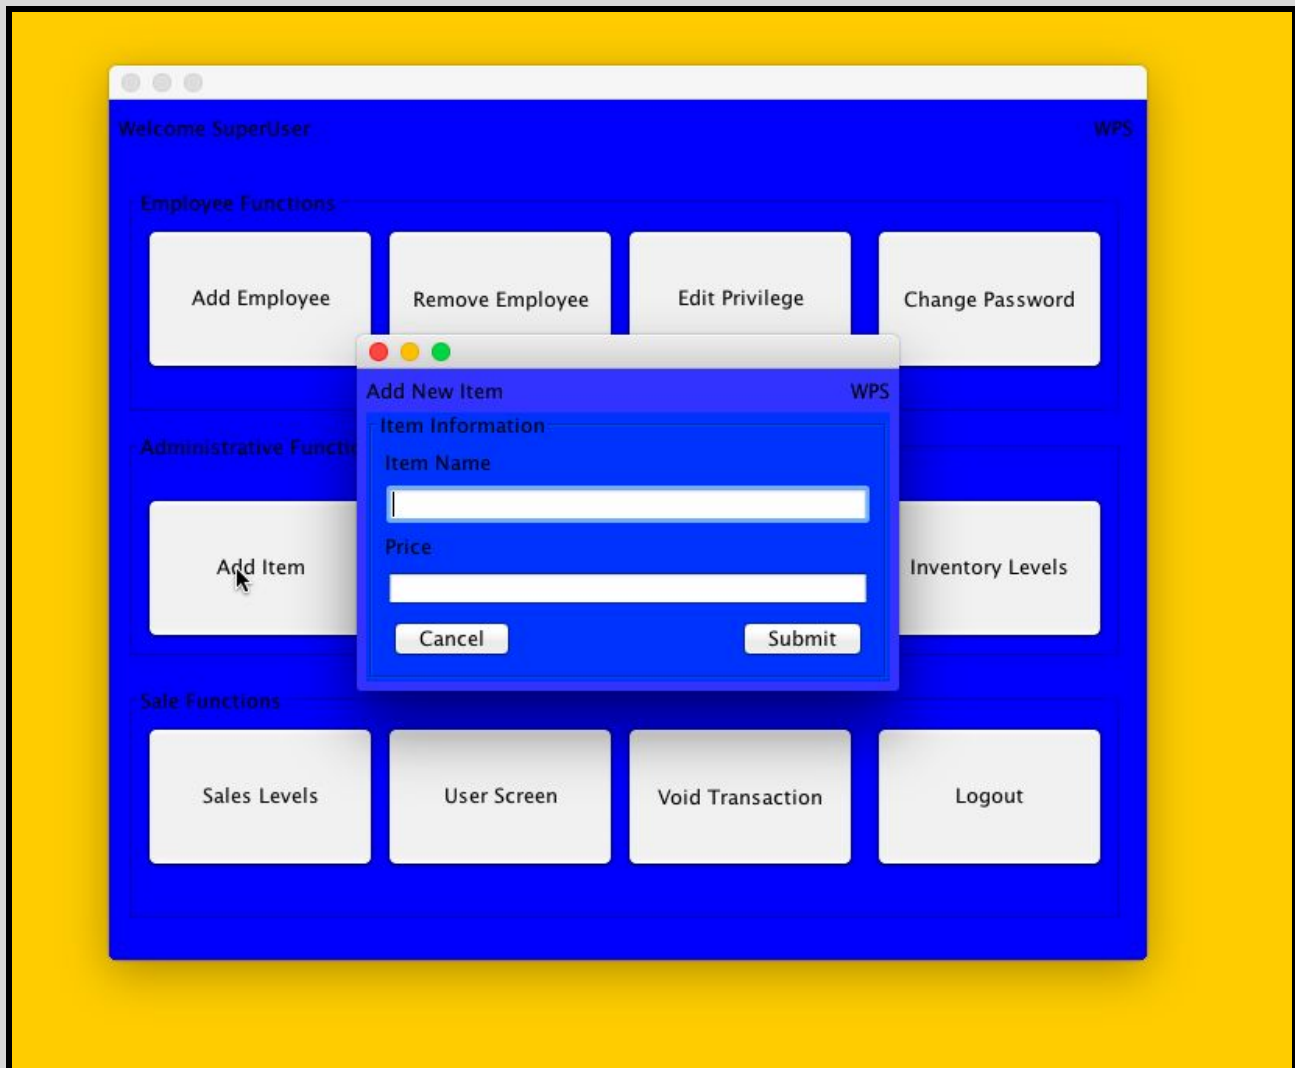 Welcome SuperUser WPS
Employee Functions
Add Employee Remove Employee Edit Privilege Change Password
Add New Item WPS
Item Information
Item Name
Price
Cancel Submit
Administrative Functio
Add Item Inventory Levels
Sale Functions
Sales Levels User Screen Void Transaction Logout